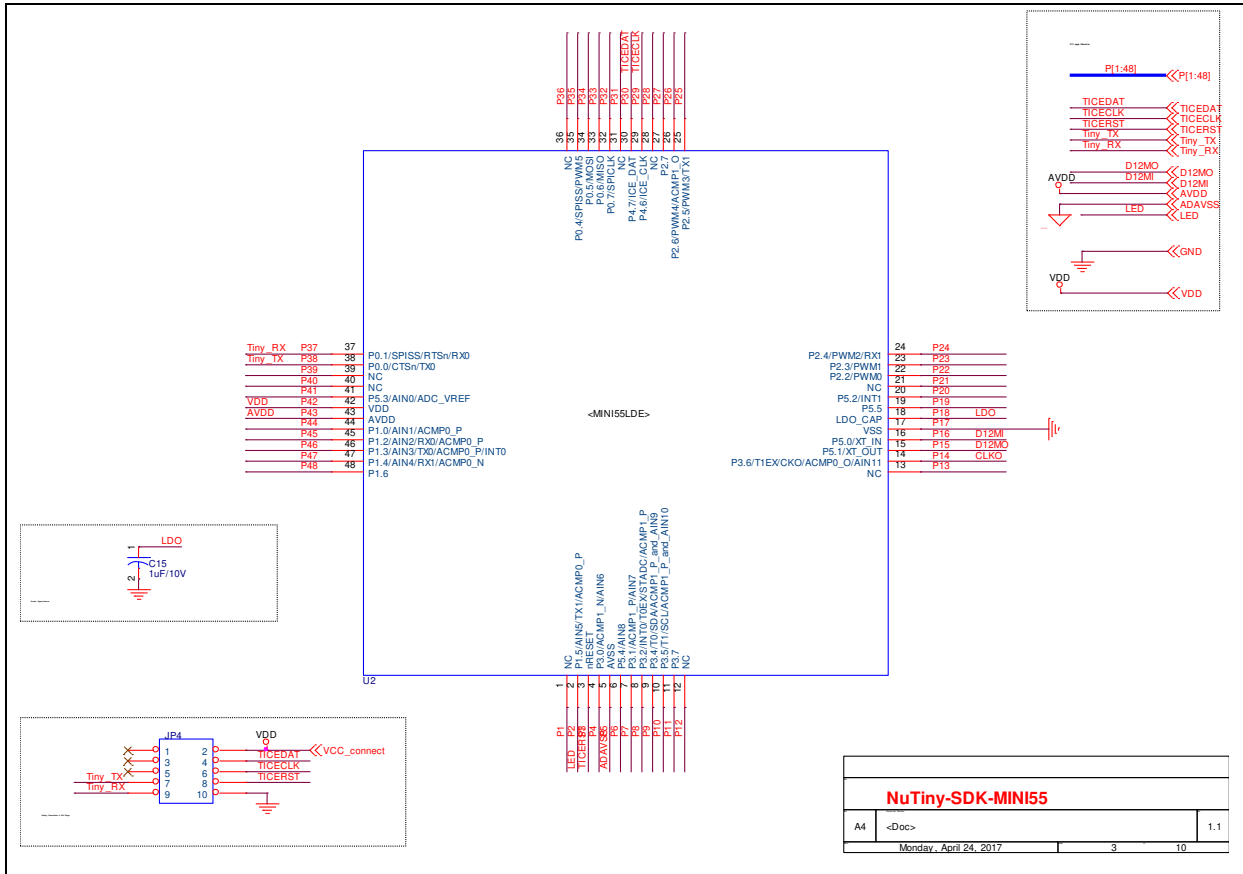 TICEDAT
TICECLK
P36
P35
P34
P33
P32
P31
P30
P29
P28
P27
P26
P25
36
35
34
33
32
31
30
29
28
27
26
25
NC
P0.4/SPISS/PWM5
P0.5/MOSI
P0.6/MISO
P0.7/SPICLK
NC
P4.7/ICE_DAT
P4.6/ICE_CLK
NC
P2.7
P2.6/PWM4/ACMP1_O
P2.5/PWM3/TX1
P[1:48]
P[1:48]
TICEDAT
TICEDAT
TICECLK
TICECLK
TICERST
TICERST
Tiny_TX
Tiny_TX
Tiny_RX
Tiny_RX
D12MO
D12MO
D12MI
D12MI
AVDD
AVDD
ADAVSS
LED
LED
GND
VDD
VDD
Tiny_RX P37 37 P0.1/SPISS/RTSn/RX0
Tiny_TX P38 38 P0.0/CTSn/TX0
P39 39 NC
P40 40 NC
P41 41 P5.3/AIN0/ADC_VREF
VDD P42 42 VDD
AVDD P43 43 AVDD
P44 44 P1.0/AIN1/ACMP0_P
P45 45 P1.2/AIN2/RX0/ACMP0_P
P46 46 P1.3/AIN3/TX0/ACMP0_P/INT0
P47 47 P1.4/AIN4/RX1/ACMP0_N
P48 48 P1.6
<MINI55LDE>
P2.4/PWM2/RX1 24 P24
P2.3/PWM1 23 P23
P2.2/PWM0 22 P22
NC 21 P21
P5.2/INT1 20 P20
P5.5 19 P19
LDO_CAP 18 P18 LDO
VSS 17 P17
P5.0/XT_IN 16 P16 D12MI
P5.1/XT_OUT 15 P15 D12MO
P3.6/T1EX/CKO/ACMP0_O/AIN11 14 P14 CLKO
NC 13 P13
NC
P1.5/AIN5/TX1/ACMP0_P
nRESET
P3.0/ACMP1_N/AIN6
AVSS
P5.4/AIN8
P3.1/ACMP1_P/AIN7
P3.2/INT0/T0EX/STADC/ACMP1_P
P3.4/T0/SDA/ACMP1_P_and_AIN9
P3.5/T1/SCL/ACMP1_P_and_AIN10
P3.7
NC
U2
1
2
3
4
5
6
7
8
9
10
11
12
P1
P2
P3
P4
P5
P6
P7
P8
P9
P10
P11
P12
LED
TICERST
ADAVSS
LDO
1
C15
1uF/10V
2
JP4
VDD
1 2 VCC_connect
3 4 TICEDAT
5 6 TICECLK
Tiny_TX 7 8 TICERST
Tiny_RX 9 10
NuTiny-SDK-MINI55
A4 <Doc> 1.1
Monday, April 24, 2017 3 10